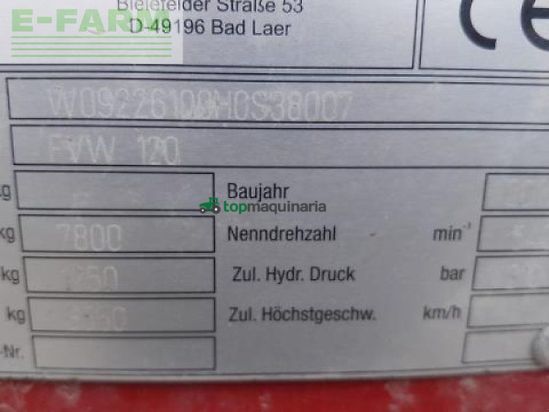 E-FARM
Bielefelder Straße 53
D-49196 Bad Laer
CE
FVW 120
kg Baujahr
kg 7800 Nenndrehzahl min⁻¹
kg Zul. Hydr. Druck bar
kg Zul. Höchstgeschw. km/h
-Nr.
topmaquinaria